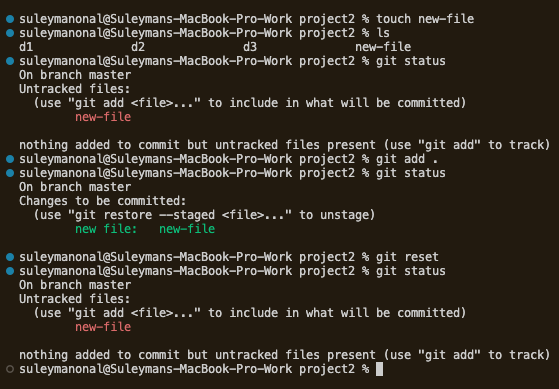 suleymanonal@Suleymans-MacBook-Pro-Work project2 % touch new-file
suleymanonal@Suleymans-MacBook-Pro-Work project2 % ls
d1 d2 d3 new-file
suleymanonal@Suleymans-MacBook-Pro-Work project2 % git status
On branch master
Untracked files:
(use "git add <file>..." to include in what will be committed)
new-file
nothing added to commit but untracked files present (use "git add" to track)
suleymanonal@Suleymans-MacBook-Pro-Work project2 % git add .
suleymanonal@Suleymans-MacBook-Pro-Work project2 % git status
On branch master
Changes to be committed:
(use "git restore --staged <file>..." to unstage)
new file: new-file
suleymanonal@Suleymans-MacBook-Pro-Work project2 % git reset
suleymanonal@Suleymans-MacBook-Pro-Work project2 % git status
On branch master
Untracked files:
(use "git add <file>..." to include in what will be committed)
new-file
nothing added to commit but untracked files present (use "git add" to track)
suleymanonal@Suleymans-MacBook-Pro-Work project2 %